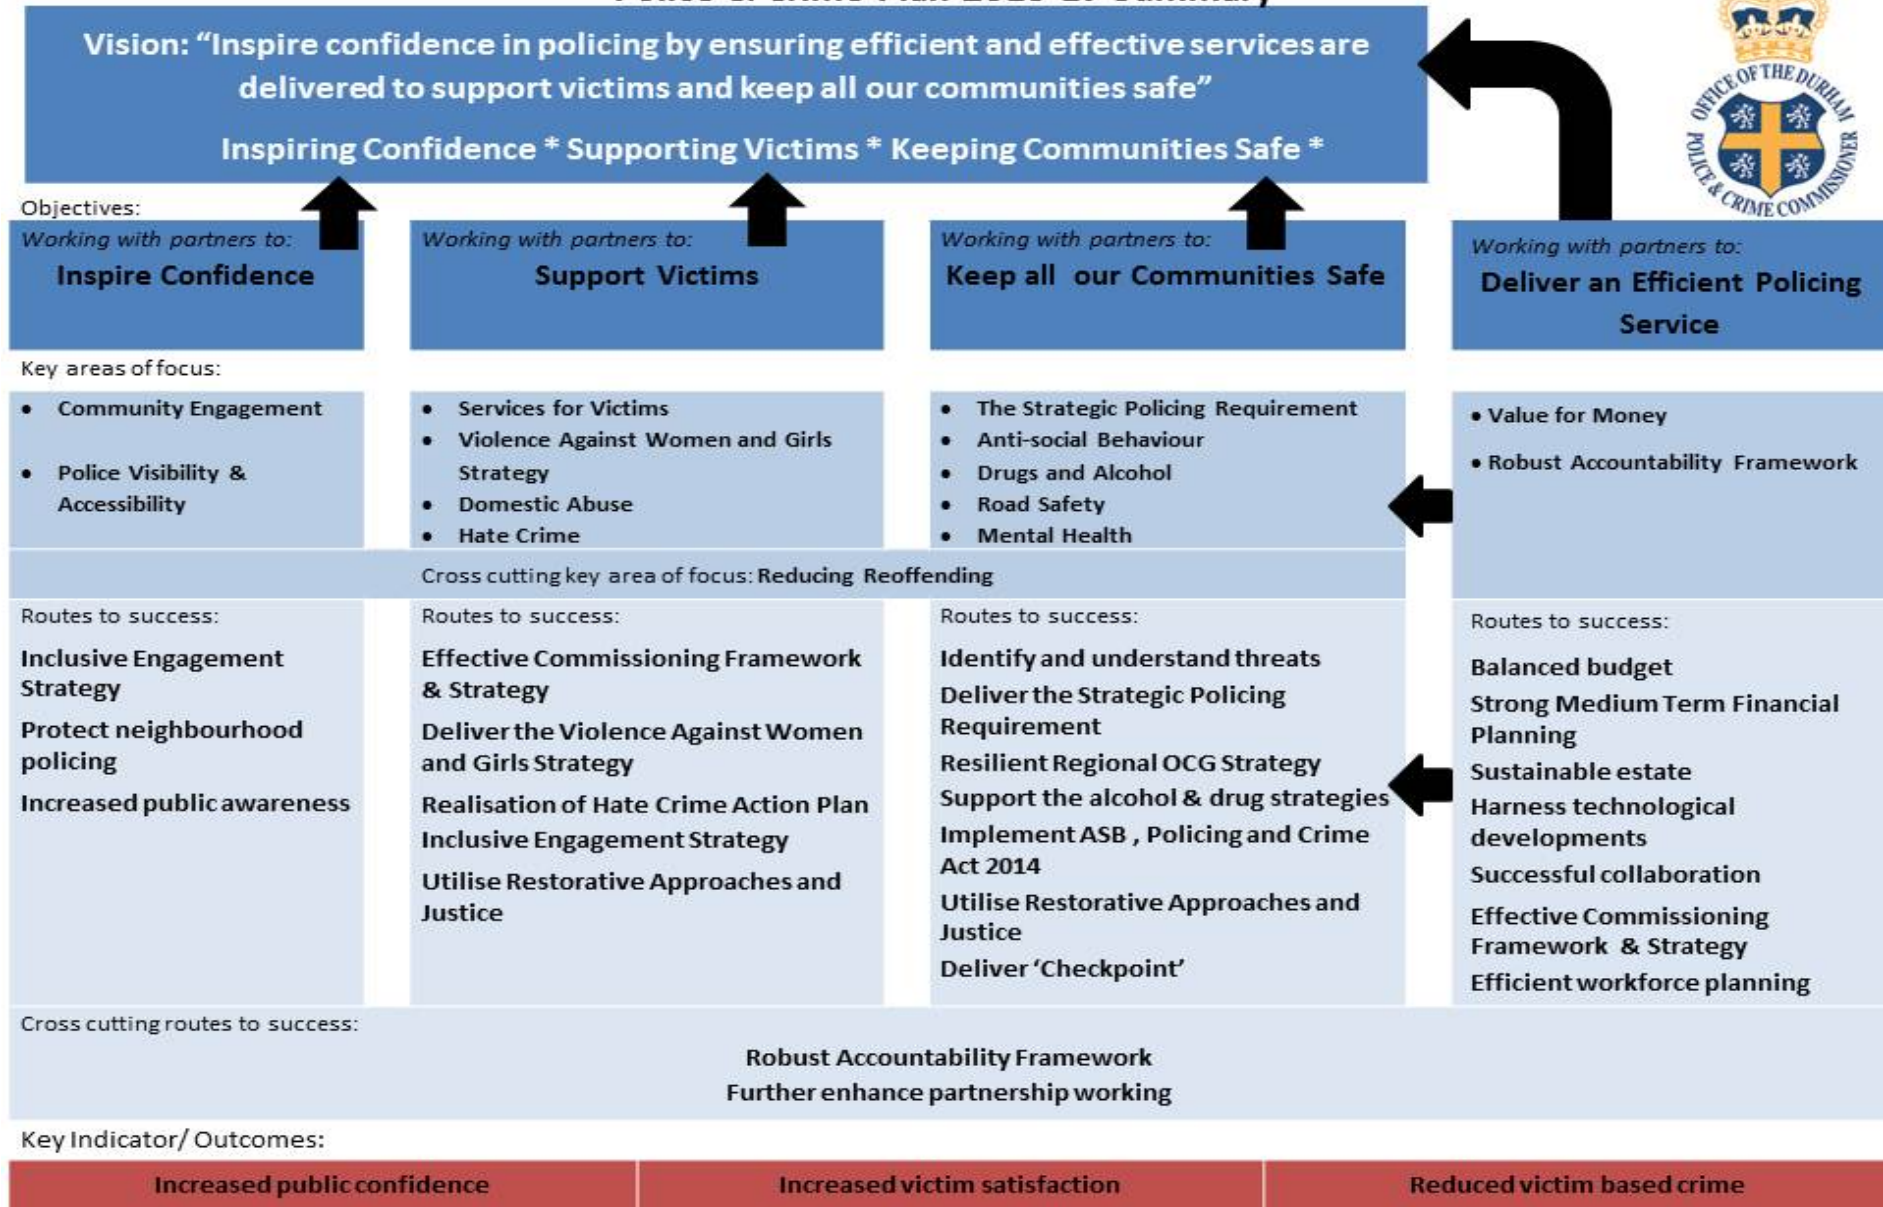 Vision: “Inspire confidence in policing by ensuring efficient and effective services are
delivered to support victims and keep all our communities safe”
Inspiring Confidence * Supporting Victims * Keeping Communities Safe *
OFFICE OF THE DURHAM
POLICE & CRIME COMMISSIONER
Objectives:
Working with partners to:
Inspire Confidence
Working with partners to:
Support Victims
Working with partners to:
Keep all our Communities Safe
Working with partners to:
Deliver an Efficient Policing
Service
Key areas of focus:
• Community Engagement
• Police Visibility &
Accessibility
• Services for Victims
• Violence Against Women and Girls
Strategy
• Domestic Abuse
• Hate Crime
• The Strategic Policing Requirement
• Anti-social Behaviour
• Drugs and Alcohol
• Road Safety
• Mental Health
• Value for Money
• Robust Accountability Framework
Cross cutting key area of focus: Reducing Reoffending
Routes to success:
Inclusive Engagement
Strategy
Protect neighbourhood
policing
Increased public awareness
Routes to success:
Effective Commissioning Framework
& Strategy
Deliver the Violence Against Women
and Girls Strategy
Realisation of Hate Crime Action Plan
Inclusive Engagement Strategy
Utilise Restorative Approaches and
Justice
Routes to success:
Identify and understand threats
Deliver the Strategic Policing
Requirement
Resilient Regional OCG Strategy
Support the alcohol & drug strategies
Implement ASB , Policing and Crime
Act 2014
Utilise Restorative Approaches and
Justice
Deliver ‘Checkpoint’
Routes to success:
Balanced budget
Strong Medium Term Financial
Planning
Sustainable estate
Harness technological
developments
Successful collaboration
Effective Commissioning
Framework & Strategy
Efficient workforce planning
Cross cutting routes to success:
Robust Accountability Framework
Further enhance partnership working
Key Indicator/ Outcomes:
Increased public confidence
Increased victim satisfaction
Reduced victim based crime